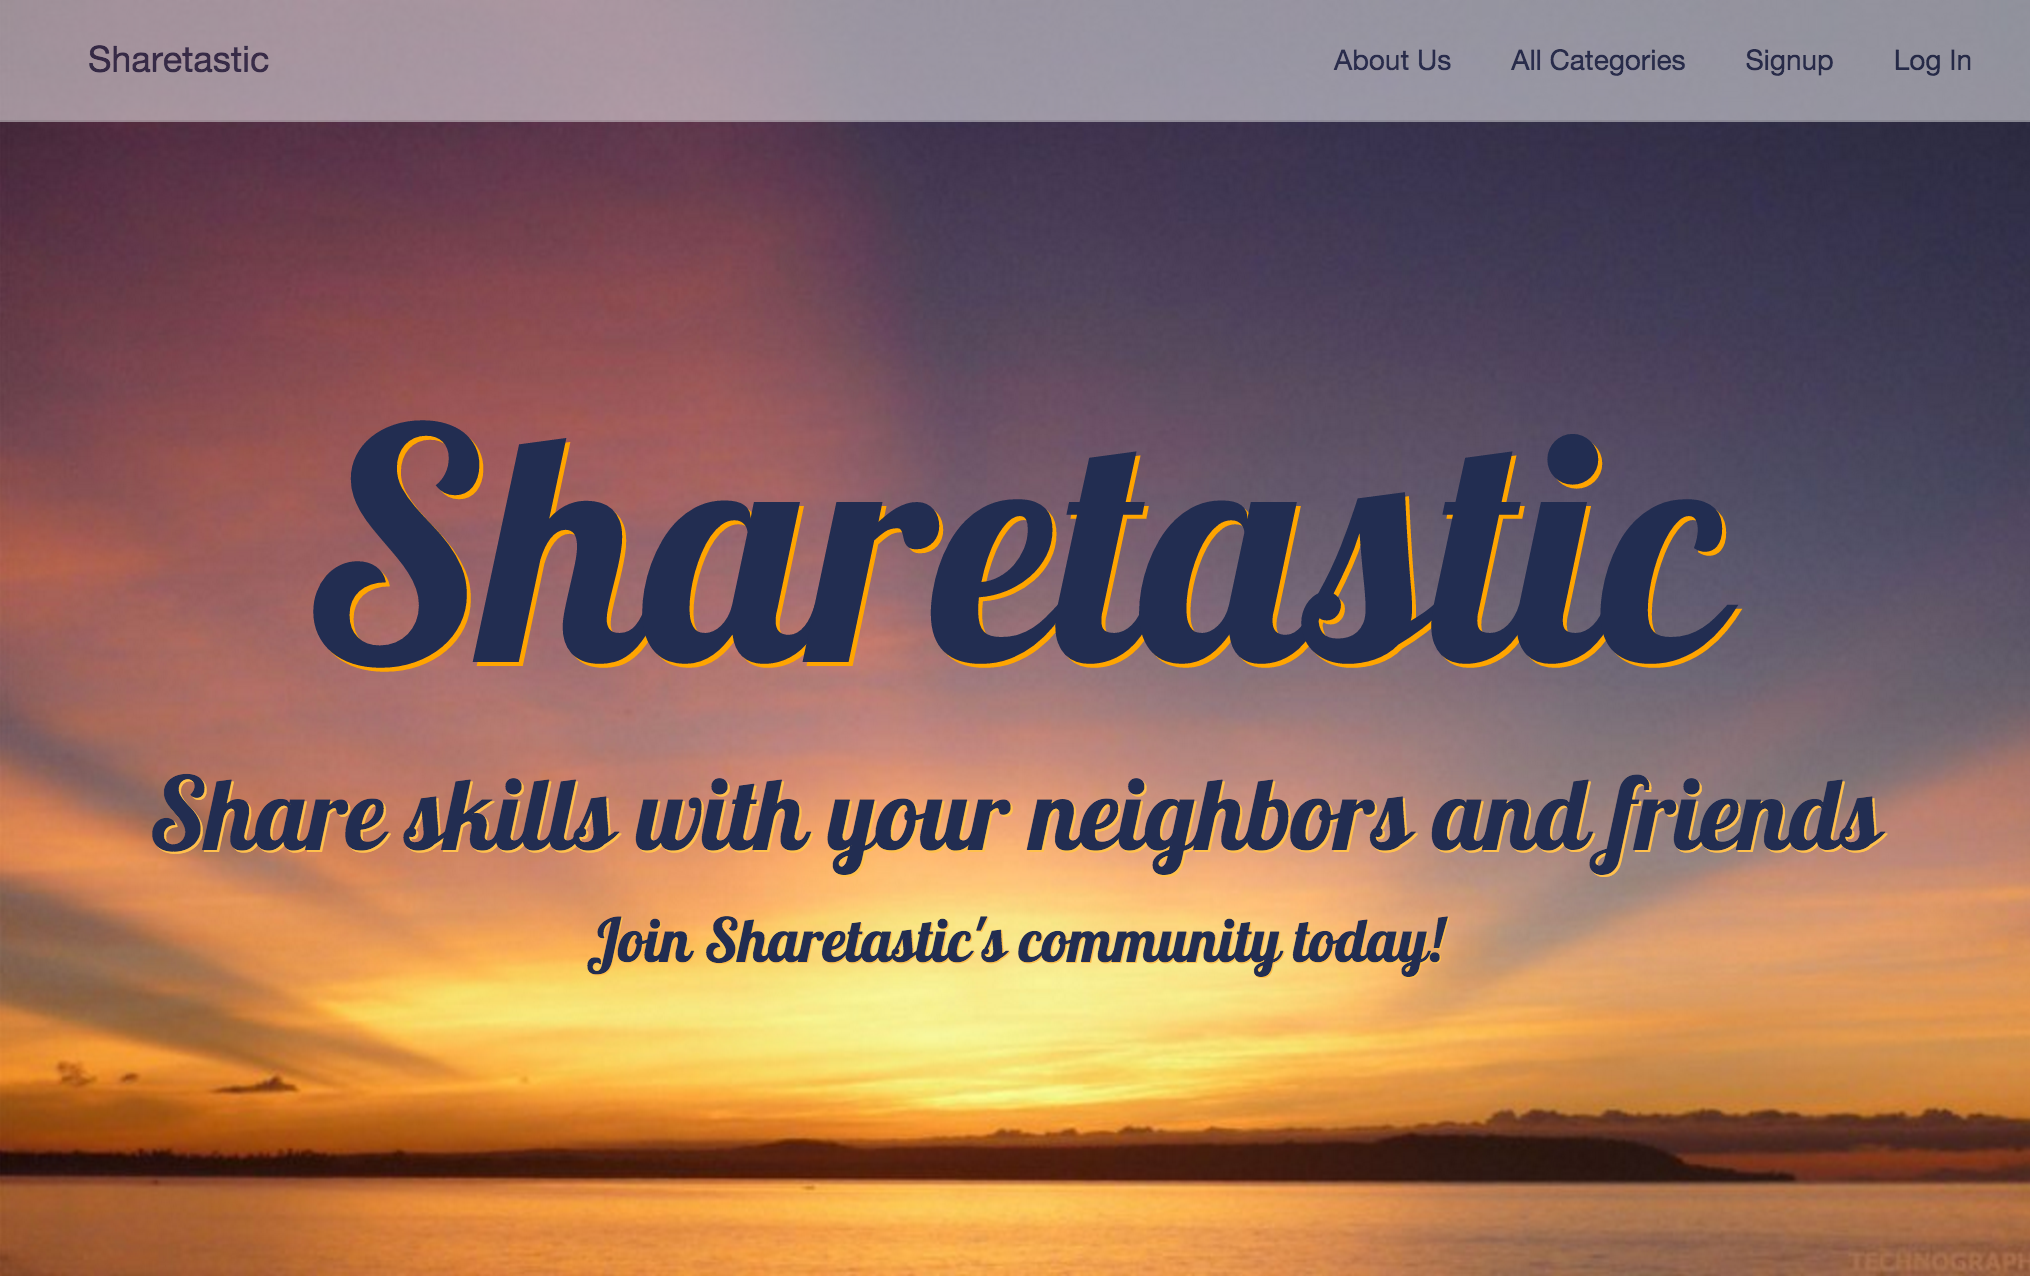 Sharetastic
About Us All Categories Signup Log In
Sharetastic
Share skills with your neighbors and friends
Join Sharetastic's community today!
TECHNOGRAPH